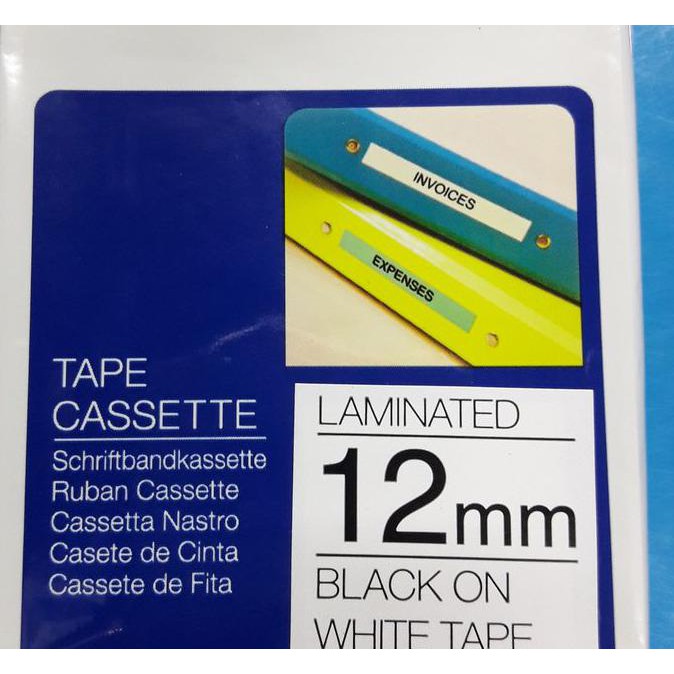 INVOICES
EXPENSES
TAPE
CASSETTE
Schriftbandkassette
Ruban Cassette
Cassetta Nastro
Casete de Cinta
Cassete de Fita
LAMINATED
12mm
BLACK ON
WHITE TAPE